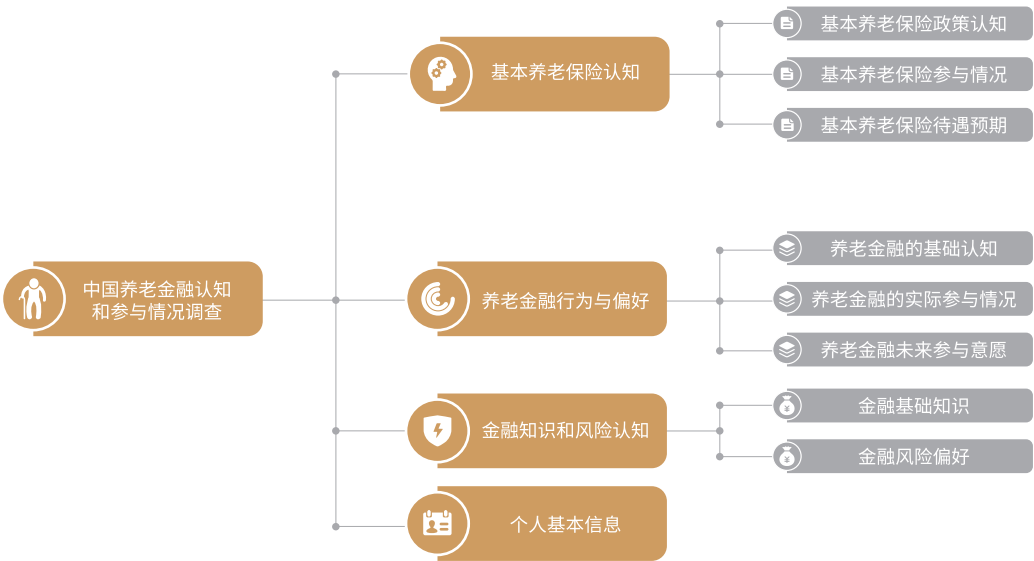 中国养老金融认知
和参与情况调查
基本养老保险认知
基本养老保险政策认知
基本养老保险参与情况
基本养老保险待遇预期
养老金融行为与偏好
养老金融的基础认知
养老金融的实际参与情况
养老金融未来参与意愿
金融知识和风险认知
金融基础知识
金融风险偏好
个人基本信息